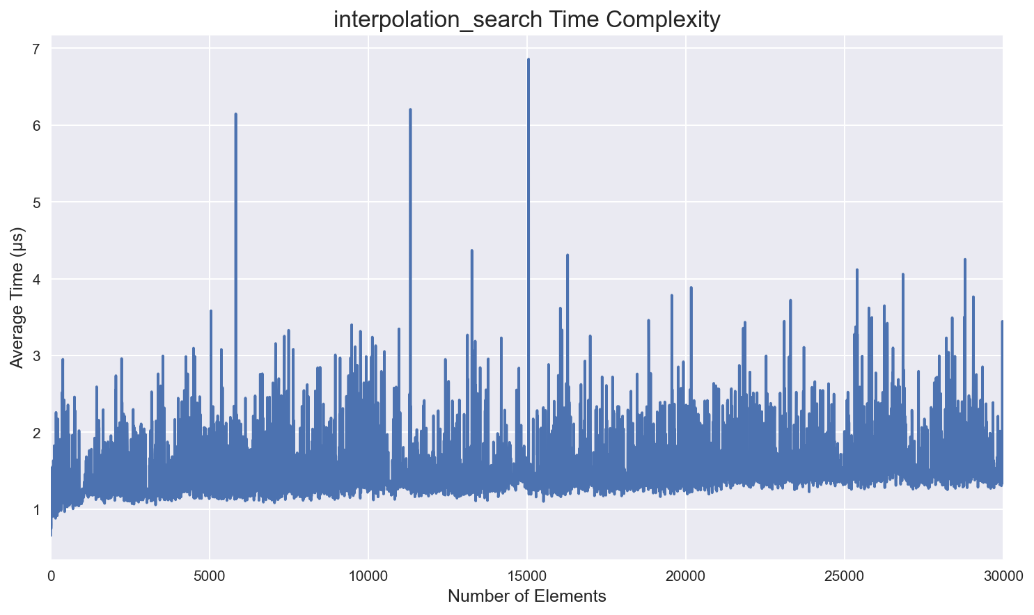 interpolation_search Time Complexity
7
6
5
4
3
2
1
Average Time (μs)
0 5000 10000 15000 20000 25000 30000
Number of Elements